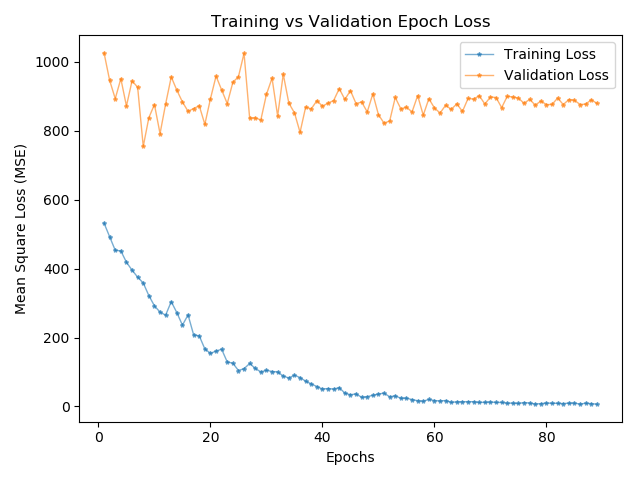 Training vs Validation Epoch Loss
Training Loss
Validation Loss
Mean Square Loss (MSE)
1000
800
600
400
200
0
0 20 40 60 80
Epochs